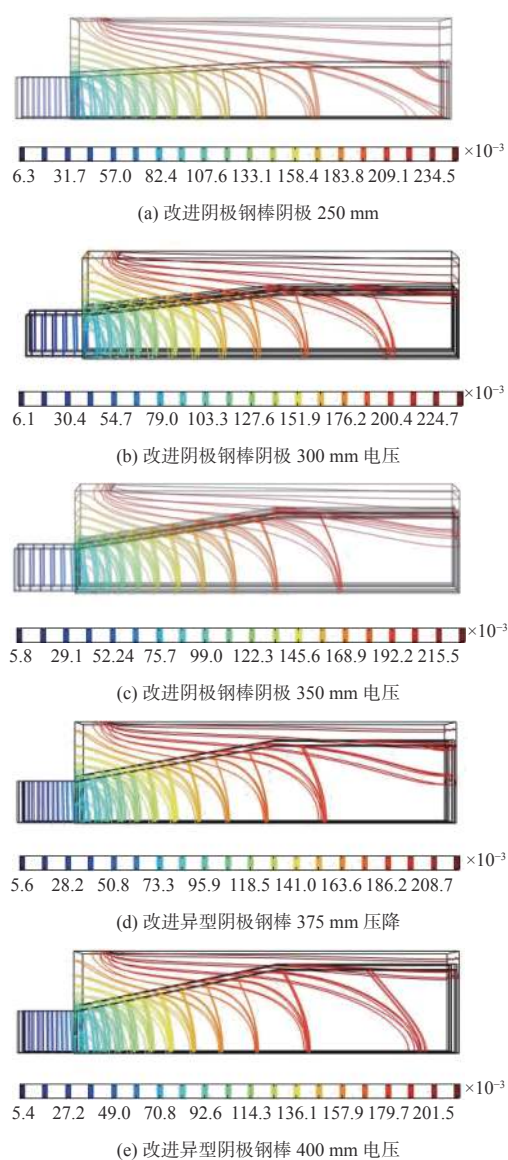 ×10⁻³
6.3 31.7 57.0 82.4 107.6 133.1 158.4 183.8 209.1 234.5
(a) 改进阴极钢棒阴极 250 mm
×10⁻³
6.1 30.4 54.7 79.0 103.3 127.6 151.9 176.2 200.4 224.7
(b) 改进阴极钢棒阴极 300 mm 电压
×10⁻³
5.8 29.1 52.24 75.7 99.0 122.3 145.6 168.9 192.2 215.5
(c) 改进阴极钢棒阴极 350 mm 电压
×10⁻³
5.6 28.2 50.8 73.3 95.9 118.5 141.0 163.6 186.2 208.7
(d) 改进异型阴极钢棒 375 mm 压降
×10⁻³
5.4 27.2 49.0 70.8 92.6 114.3 136.1 157.9 179.7 201.5
(e) 改进异型阴极钢棒 400 mm 电压